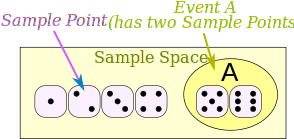 Event A
Sample Point
(has two Sample Points
Sample Space
A